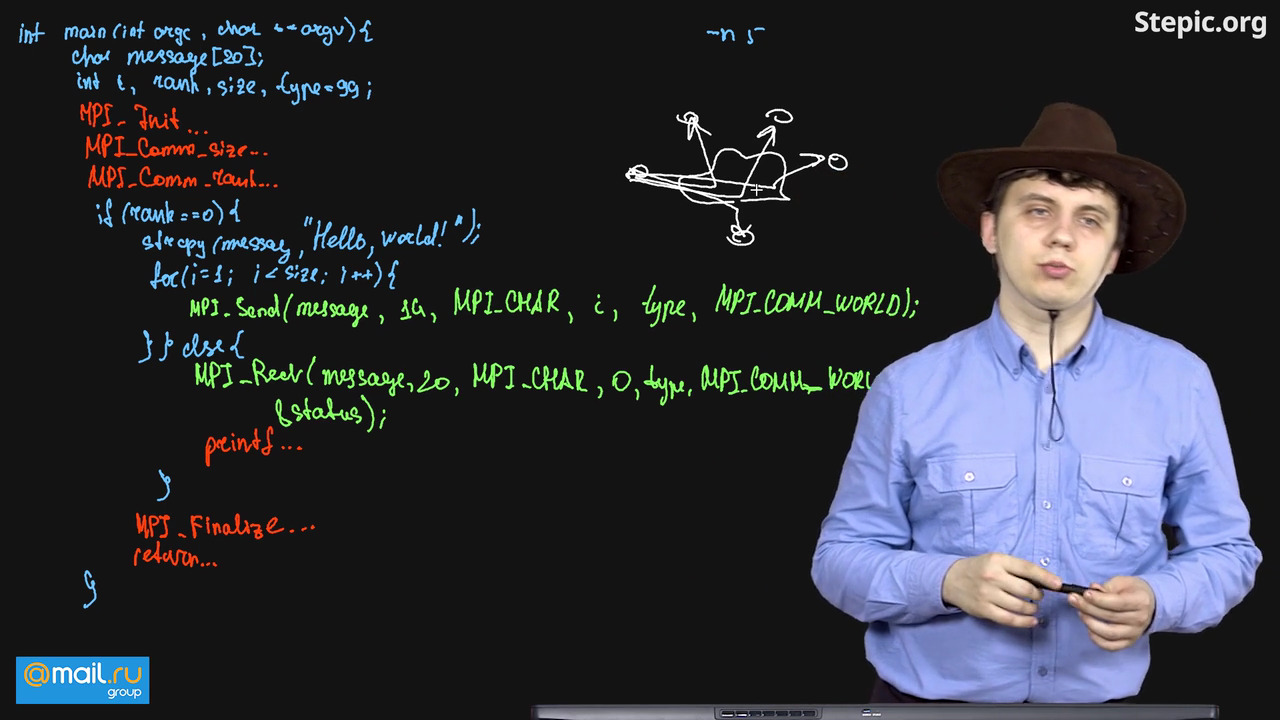 int main(int argc, char **argv){
char message[20];
int i, rank, size, type=99;
MPI_Init...
MPI_Comm_size...
MPI_Comm_rank...
if (rank==0) {
strcpy(message, "Hello, world!");
for(i=1; i<size; i++){
MPI_Send(message, 14, MPI_CHAR, i, type, MPI_COMM_WORLD);
} } else {
MPI_Recv(message, 20, MPI_CHAR, 0, type, MPI_COMM_WORL
&status);
printf...
}
MPI_Finalize...
return...
}
-n 5
Stepic.org
@mail.ru
group